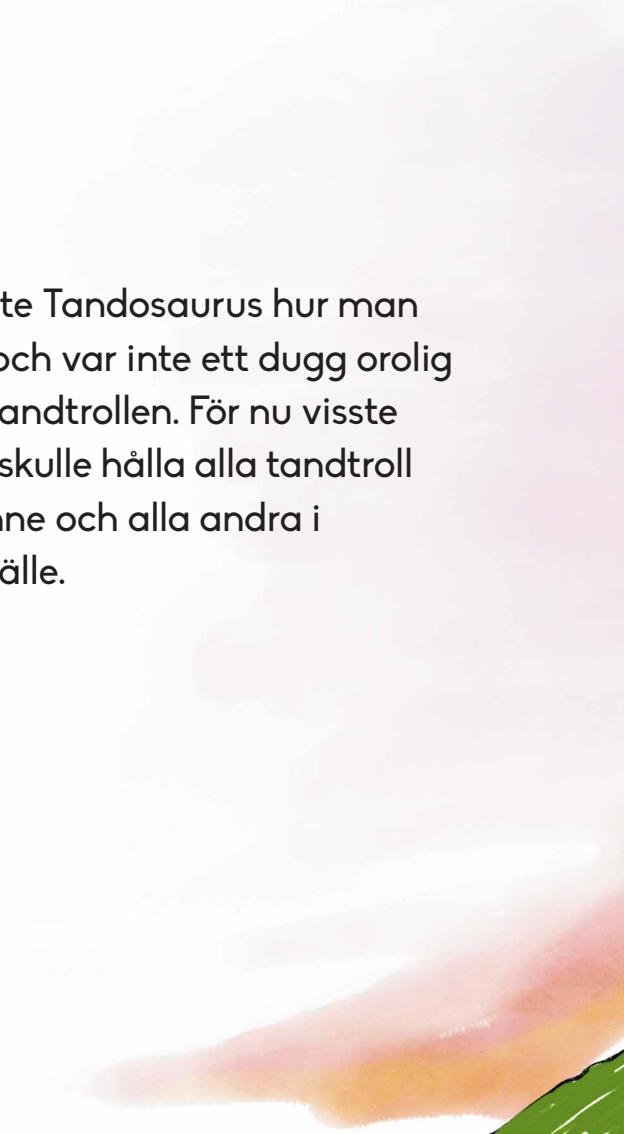 te Tandosaurus hur man
och var inte ett dugg orolig
andtrollen. För nu visste
skulle hålla alla tandtroll
ne och alla andra i
älle.